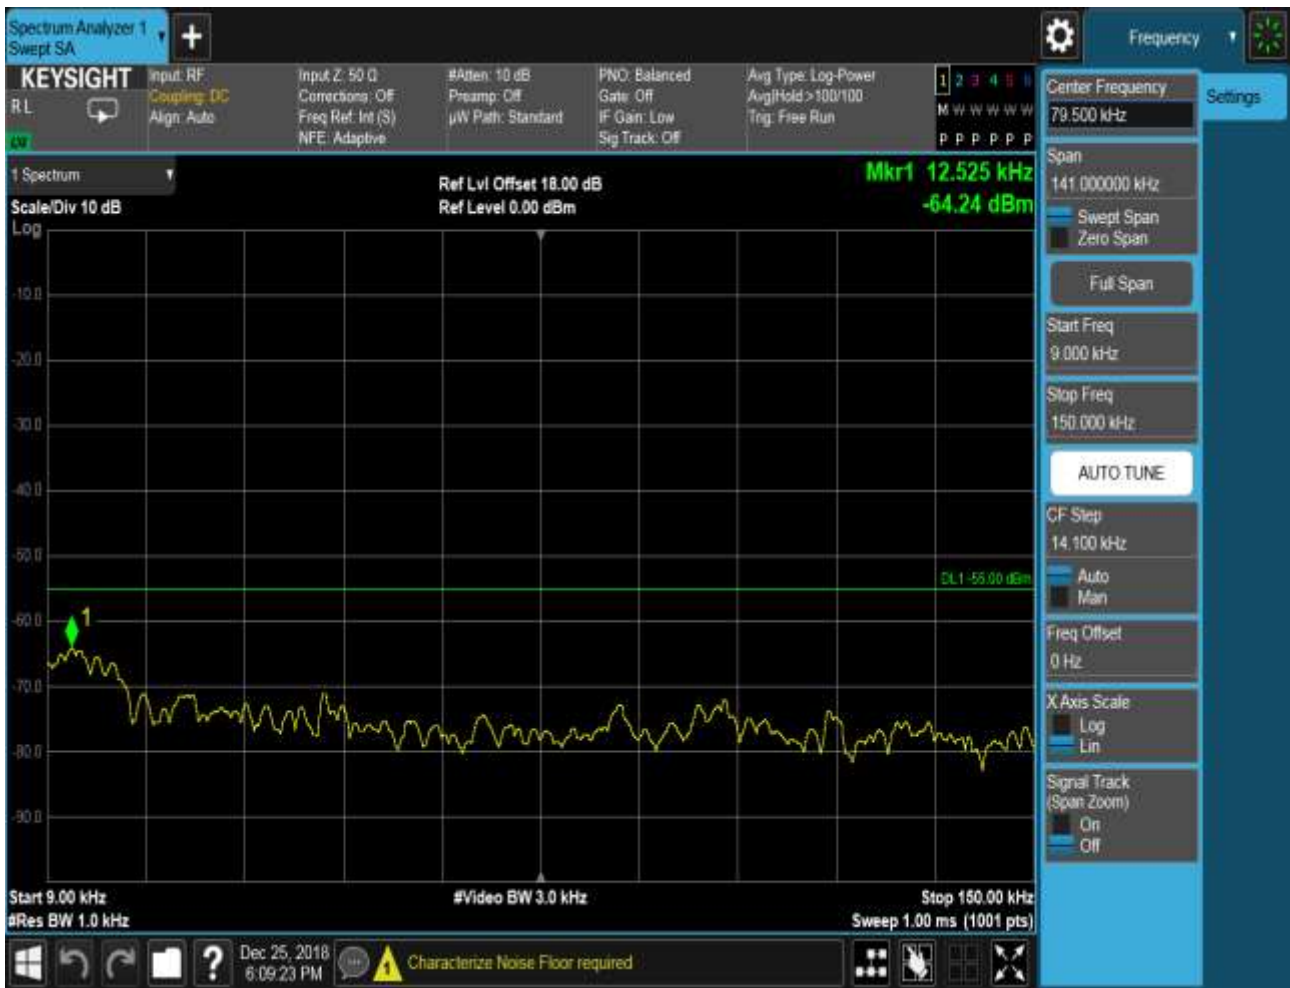 Spectrum Analyzer 1
Swept SA
+
Frequency
KEYSIGHT
R L
Input: RF
Coupling: DC
Align: Auto
Input Z: 50 Ω
Corrections: Off
Freq Ref: Int (S)
NFE: Adaptive
#Atten: 10 dB
Preamp: Off
µW Path: Standard
PNO: Balanced
Gate: Off
IF Gain: Low
Sig Track: Off
Avg Type: Log-Power
Avg|Hold >100/100
Trig: Free Run
1 2 3 4 5 6
M W W W W W
P P P P P P
Center Frequency
79.500 kHz
Settings
Span
141.000000 kHz
Swept Span
Zero Span
Full Span
Start Freq
9.000 kHz
Stop Freq
150.000 kHz
AUTO TUNE
CF Step
14.100 kHz
Auto
Man
Freq Offset
0 Hz
X Axis Scale
Log
Lin
Signal Track
(Span Zoom)
On
Off
1 Spectrum
Scale/Div 10 dB
Log
Ref Lvl Offset 18.00 dB
Ref Level 0.00 dBm
Mkr1 12.525 kHz
-64.24 dBm
-10.0
-20.0
-30.0
-40.0
-50.0
DL1 -55.00 dBm
-60.0
1
-70.0
-80.0
-90.0
Start 9.00 kHz
#Video BW 3.0 kHz
Stop 150.00 kHz
#Res BW 1.0 kHz
Sweep 1.00 ms (1001 pts)
?
Dec 25, 2018
6:09:23 PM
1
Characterize Noise Floor required